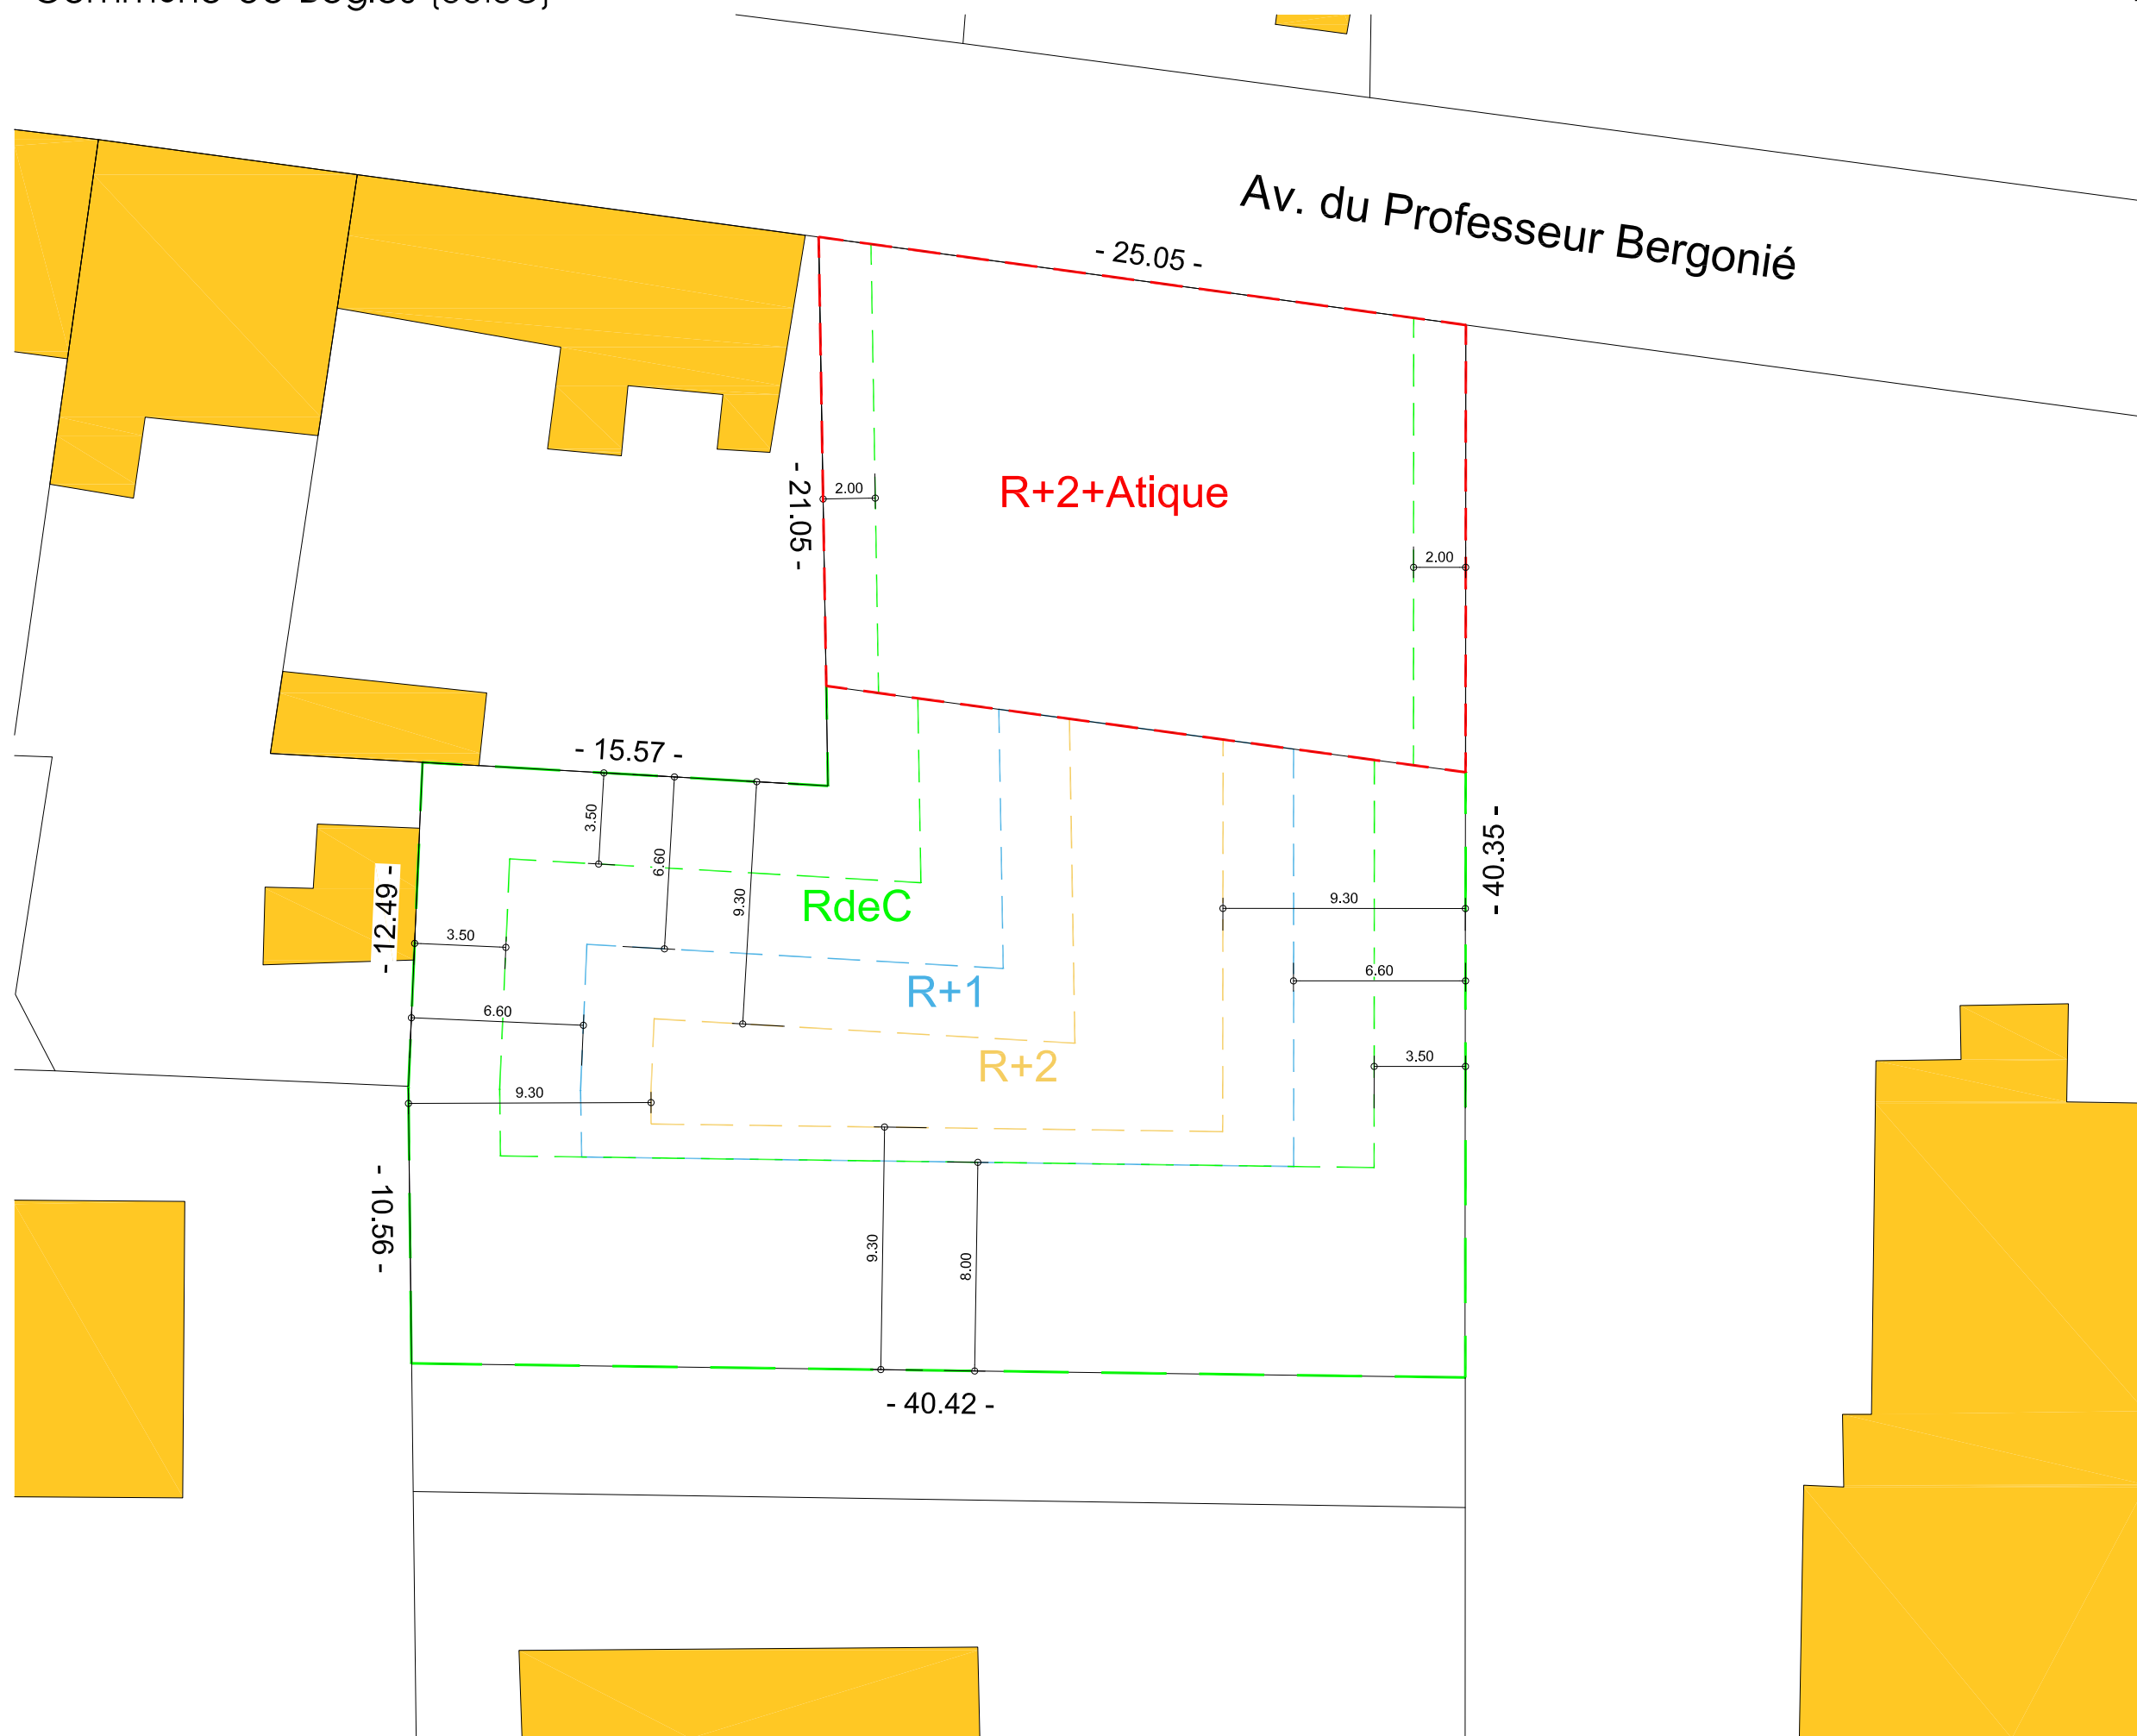 Av. du Professeur Bergonié
- 25.05 -
- 21.05 -
2.00
R+2+Atique
2.00
- 15.57 -
3.50
6.60
9.30
- 40.35 -
- 12.49 -
RdeC
9.30
3.50
R+1
6.60
6.60
R+2
3.50
9.30
- 10.56 -
9.30
8.00
- 40.42 -